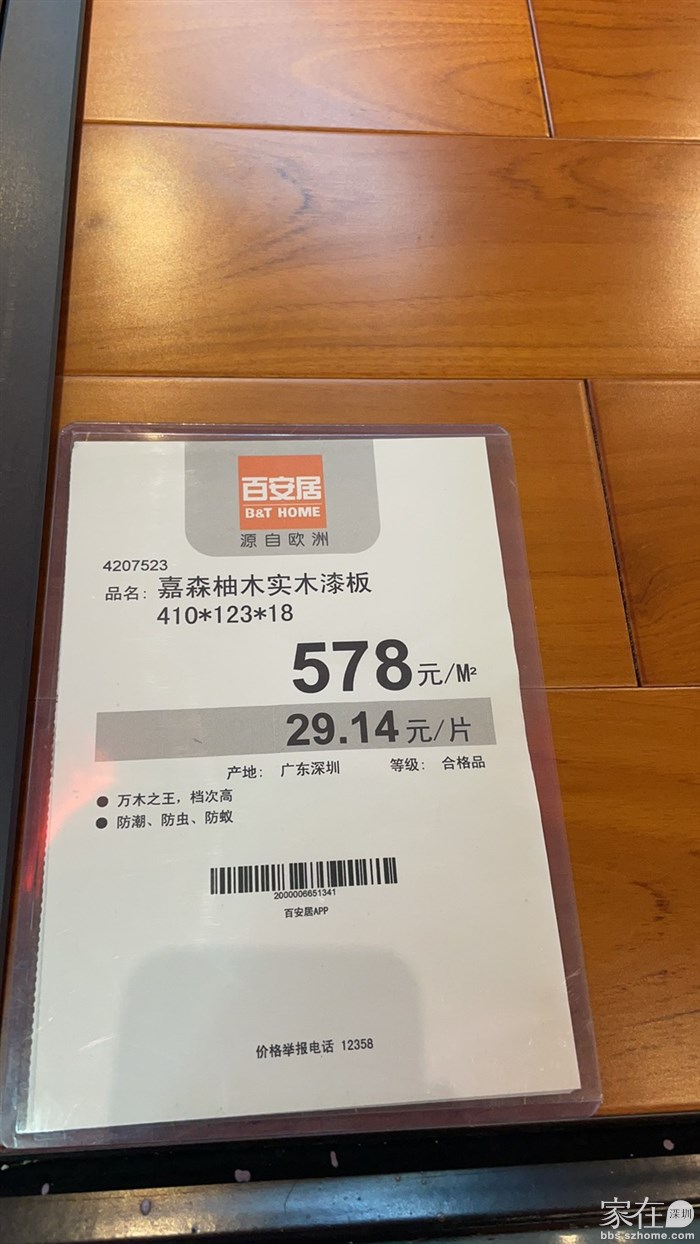 百安居
B&T HOME
源自欧洲
4207523
品名: 嘉森柚木实木漆板
410*123*18
578元/M²
29.14元/片
产地: 广东深圳 等级: 合格品
● 万木之王, 档次高
● 防潮、防虫、防蚁
2000006651341
百安居APP
价格举报电话 12358
家在深圳
bbs-szhome.com